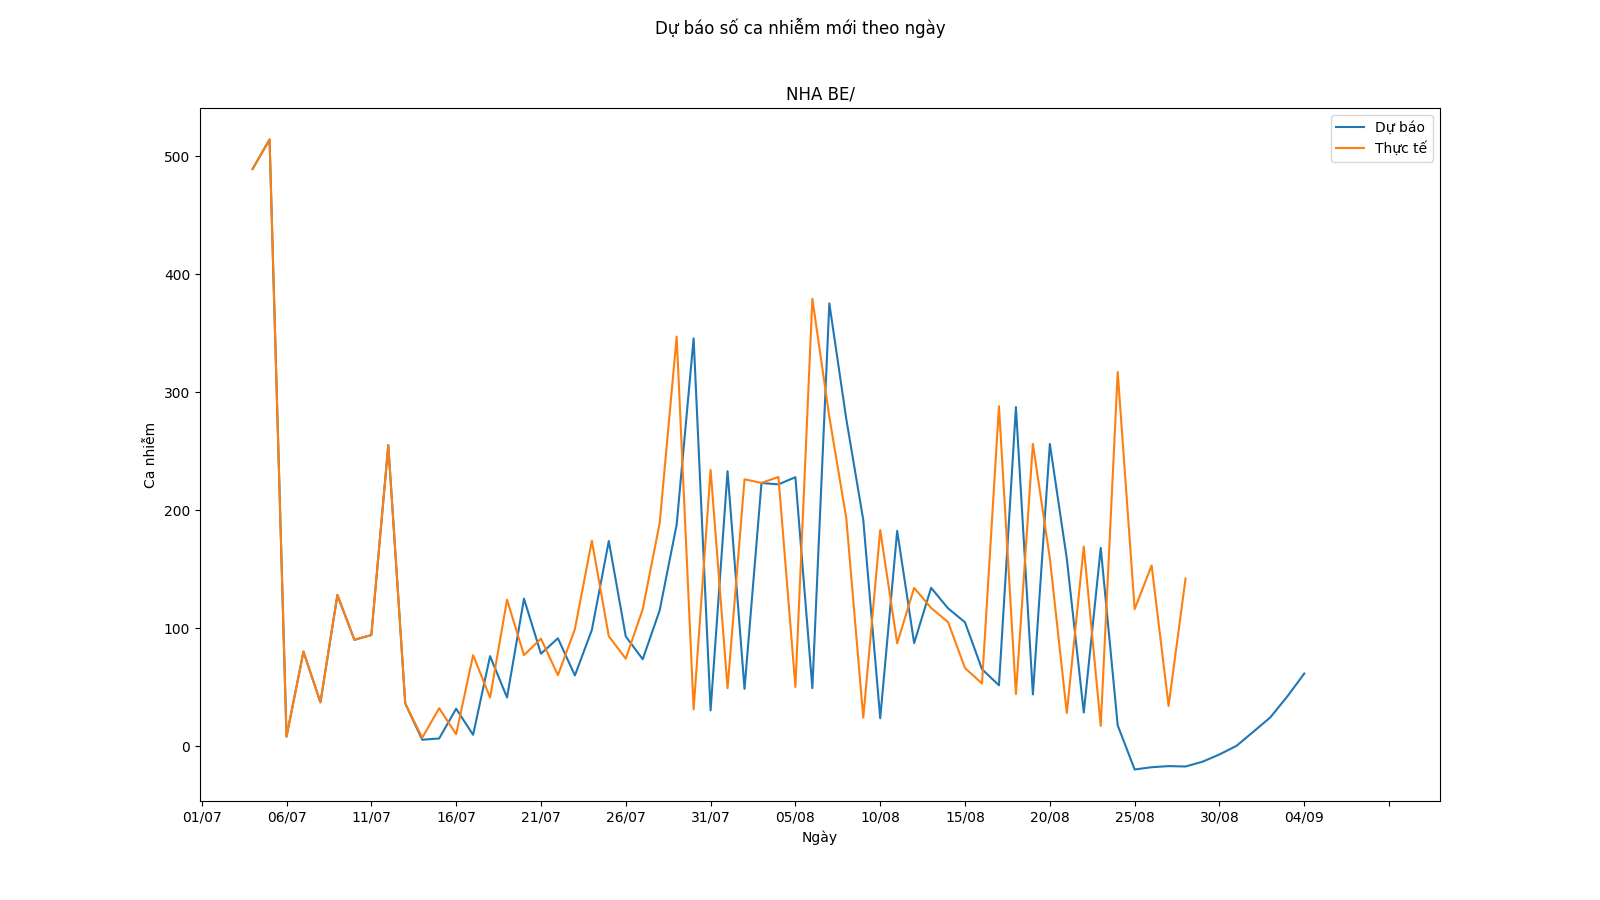 Dự báo số ca nhiễm mới theo ngày
NHA BE/
Dự báo
Thực tế
500
400
300
200
100
0
Ca nhiễm
01/07 06/07 11/07 16/07 21/07 26/07 31/07 05/08 10/08 15/08 20/08 25/08 30/08 04/09
Ngày